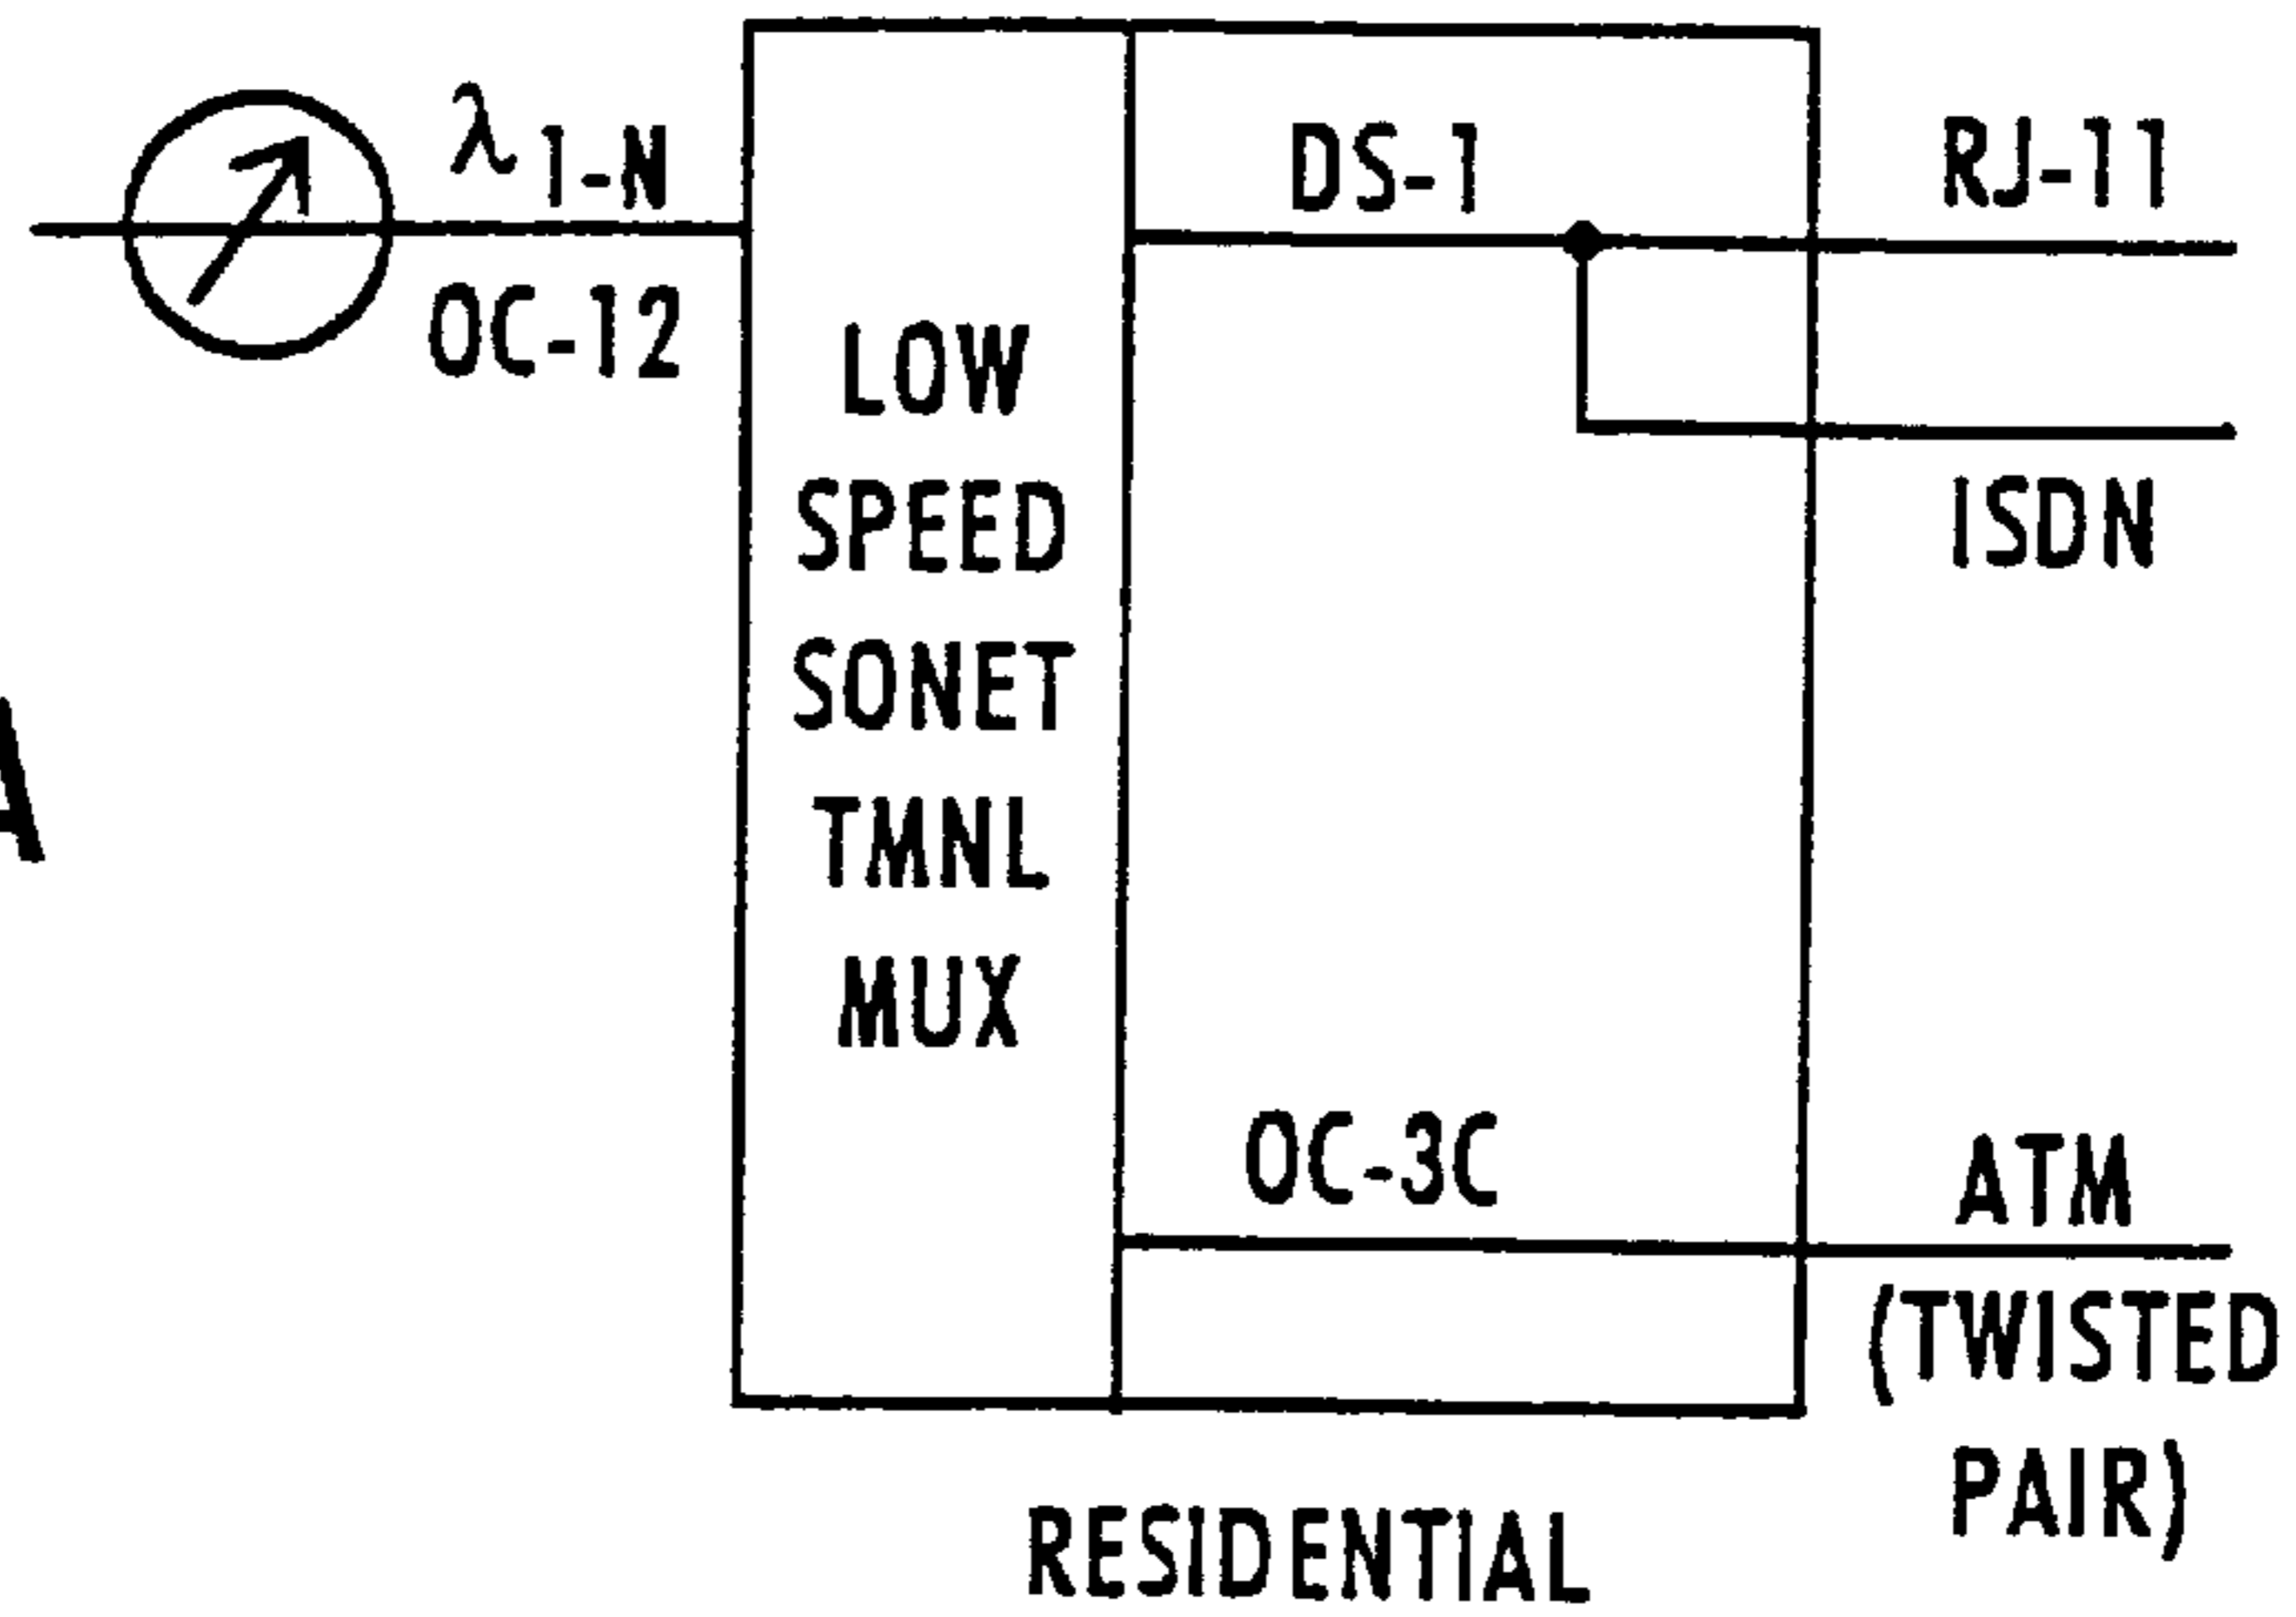 λ1-N
OC-12
LOW
SPEED
SONET
TMNL
MUX
DS-1
RJ-11
ISDN
OC-3C
ATM
(TWISTED
PAIR)
RESIDENTIAL
A